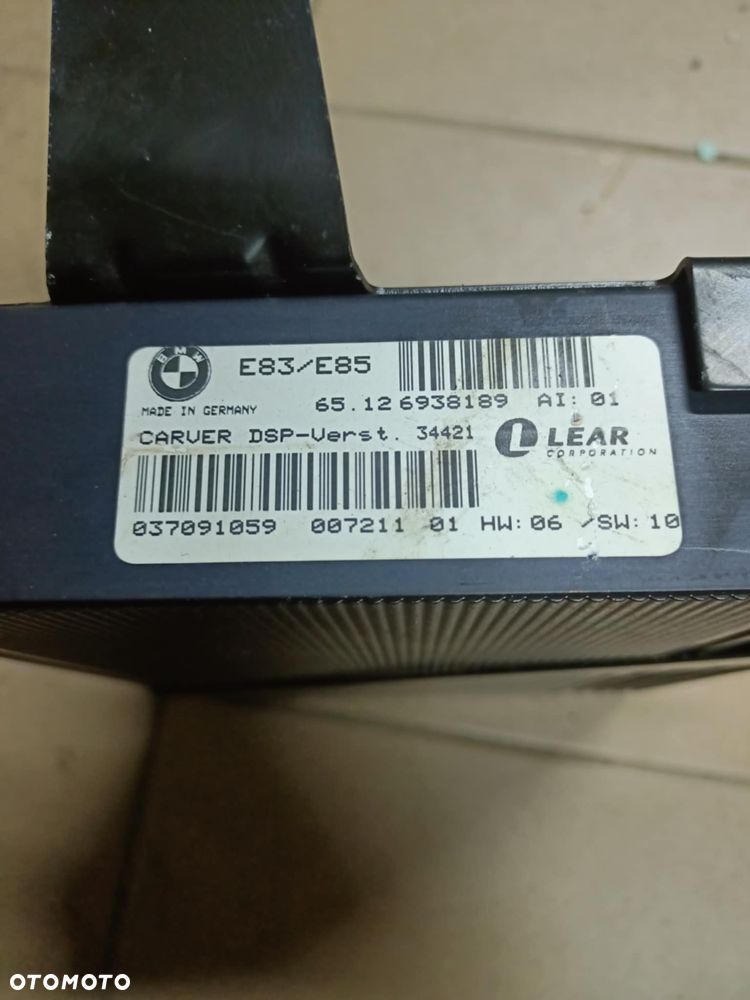 BMW
E83/E85
MADE IN GERMANY
65.12 6938189 AI: 01
CARVER DSP-Verst. 34421
L LEAR
CORPORATION
037091059 007211 01 HW: 06 /SW: 10
OTOMOTO